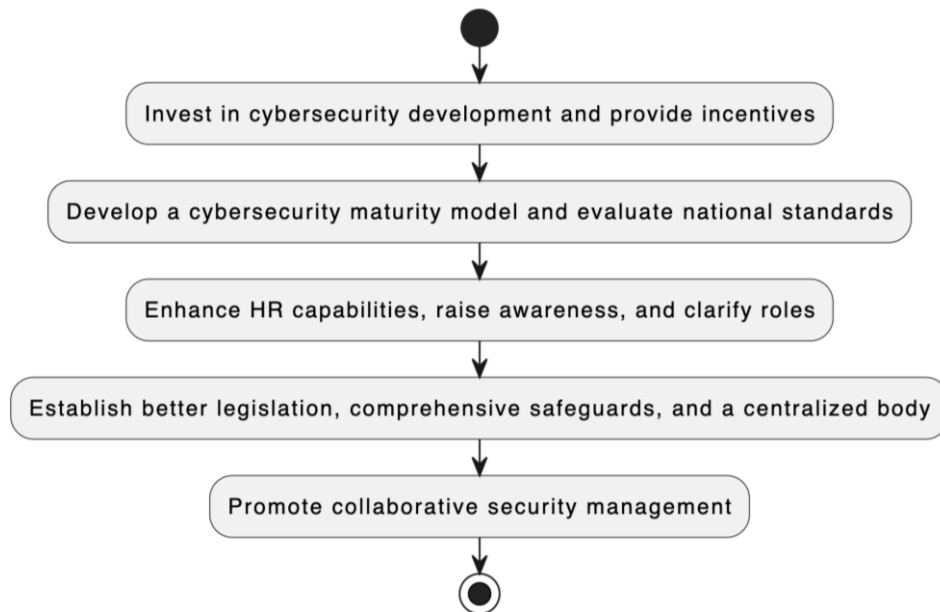 Invest in cybersecurity development and provide incentives
Develop a cybersecurity maturity model and evaluate national standards
Enhance HR capabilities, raise awareness, and clarify roles
Establish better legislation, comprehensive safeguards, and a centralized body
Promote collaborative security management